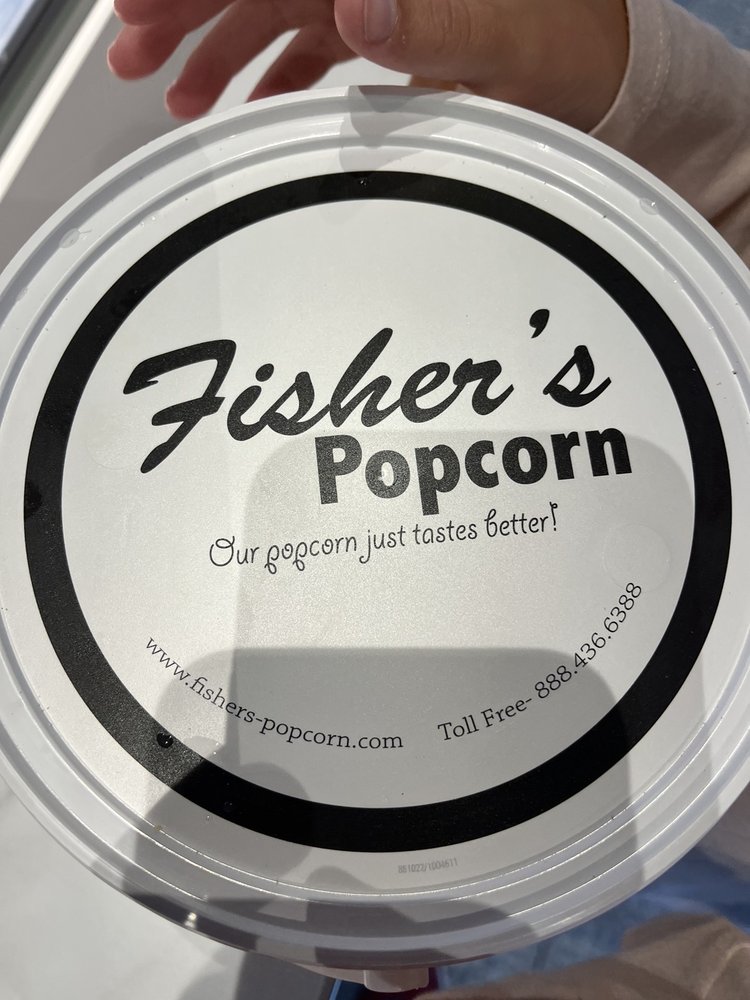 Fisher's
Popcorn
Our popcorn just tastes better!
www.fishers-popcorn.com
Toll Free- 888.436.6388